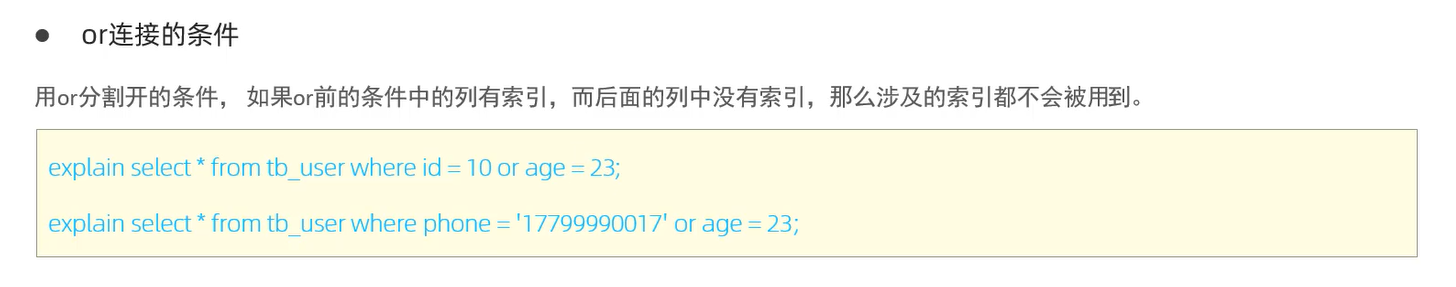 ● or连接的条件
用or分割开的条件， 如果or前的条件中的列有索引，而后面的列中没有索引，那么涉及的索引都不会被用到。
explain select * from tb_user where id = 10 or age = 23;
explain select * from tb_user where phone = '17799990017' or age = 23;